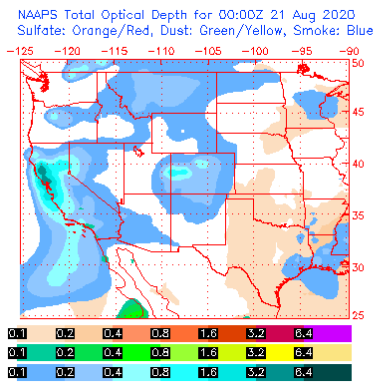 NAAPS Total Optical Depth for 00:00Z 21 Aug 2020
Sulfate: Orange/Red, Dust: Green/Yellow, Smoke: Blue
-125 -120 -115 -110 -105 -100 -95 -90
50
45
40
35
30
25
0.1 0.2 0.4 0.8 1.6 3.2 6.4
0.1 0.2 0.4 0.8 1.6 3.2 6.4
0.1 0.2 0.4 0.8 1.6 3.2 6.4